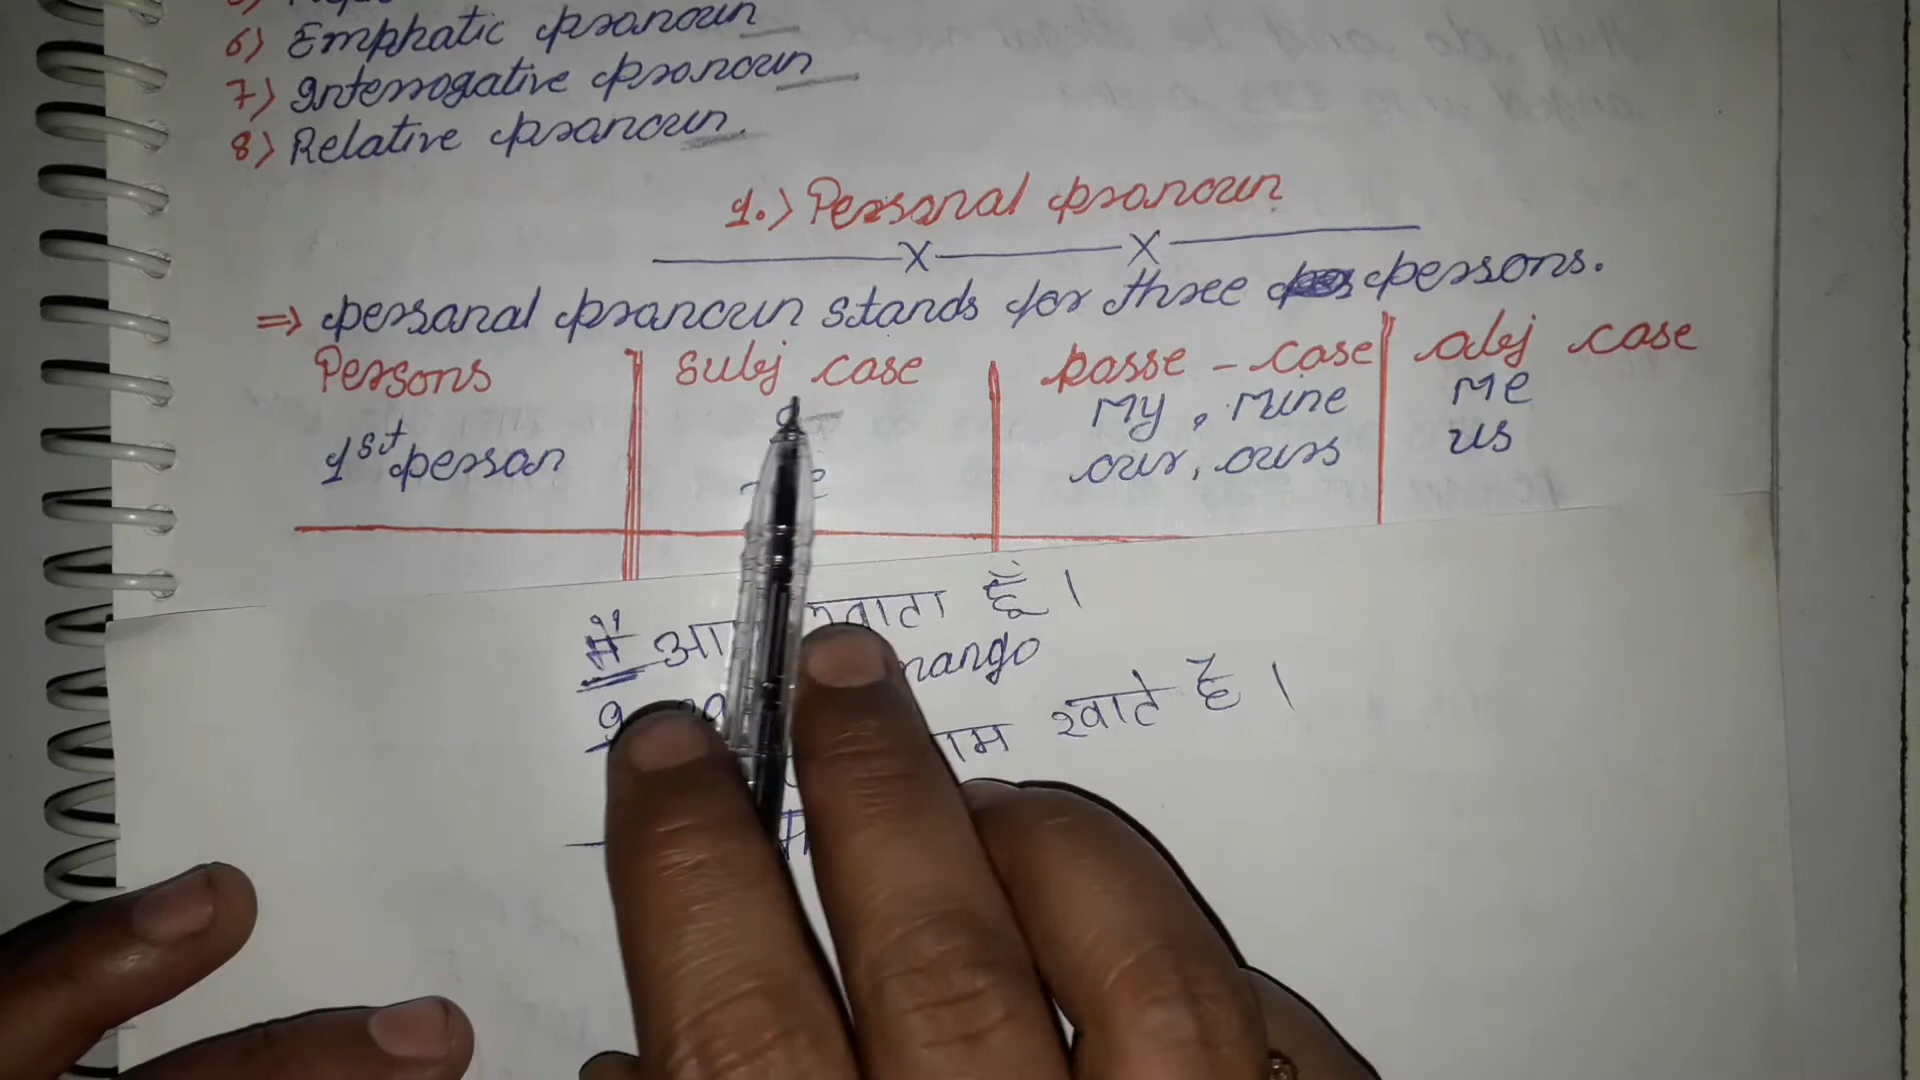 6) Emphatic pronoun
7) Interrogative pronoun
8) Relative pronoun.
1.) Personal pronoun
⇒ personal pronoun stands for three persons.
Persons subj case posse - case obj case
1st person My, mine Me
our, ours us
मैं खाता हूँ ।
mango
खाते हैं ।